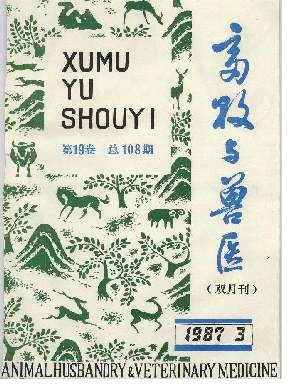 XUMU
YU
SHOUYI
第19卷 总108期
畜牧与兽医
(双月刊)
1987 3
ANIMAL HUSBANDRY & VETERINARY MEDICINE